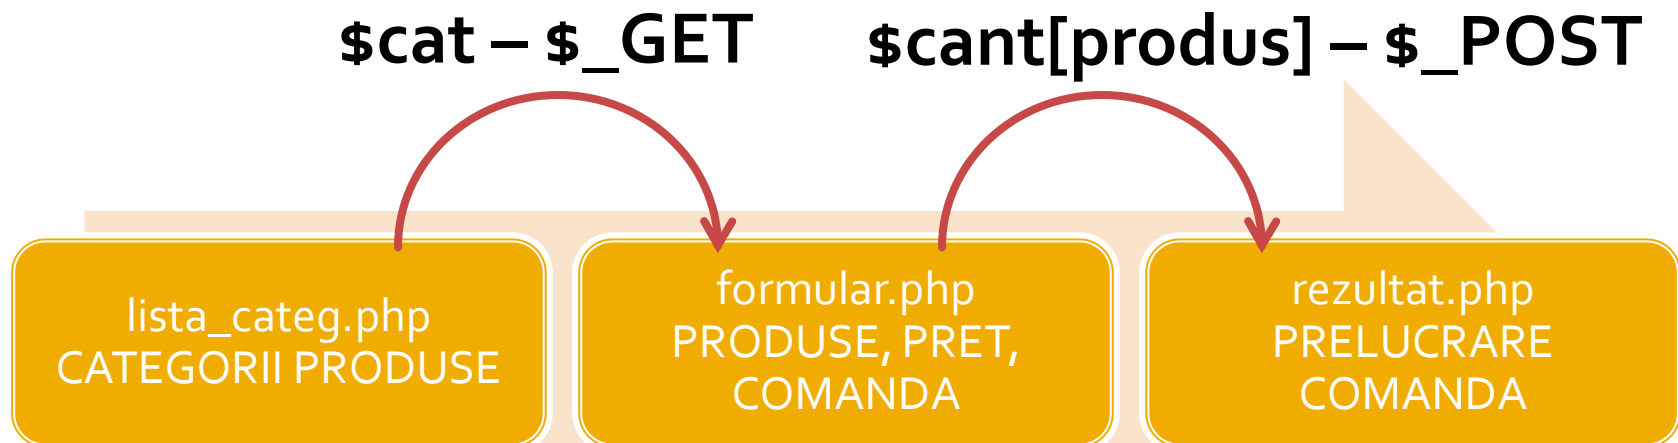 $cat – $_GET
$cant[produs] – $_POST
lista_categ.php
CATEGORII PRODUSE
formular.php
PRODUSE, PRET,
COMANDA
rezultat.php
PRELUCRARE
COMANDA